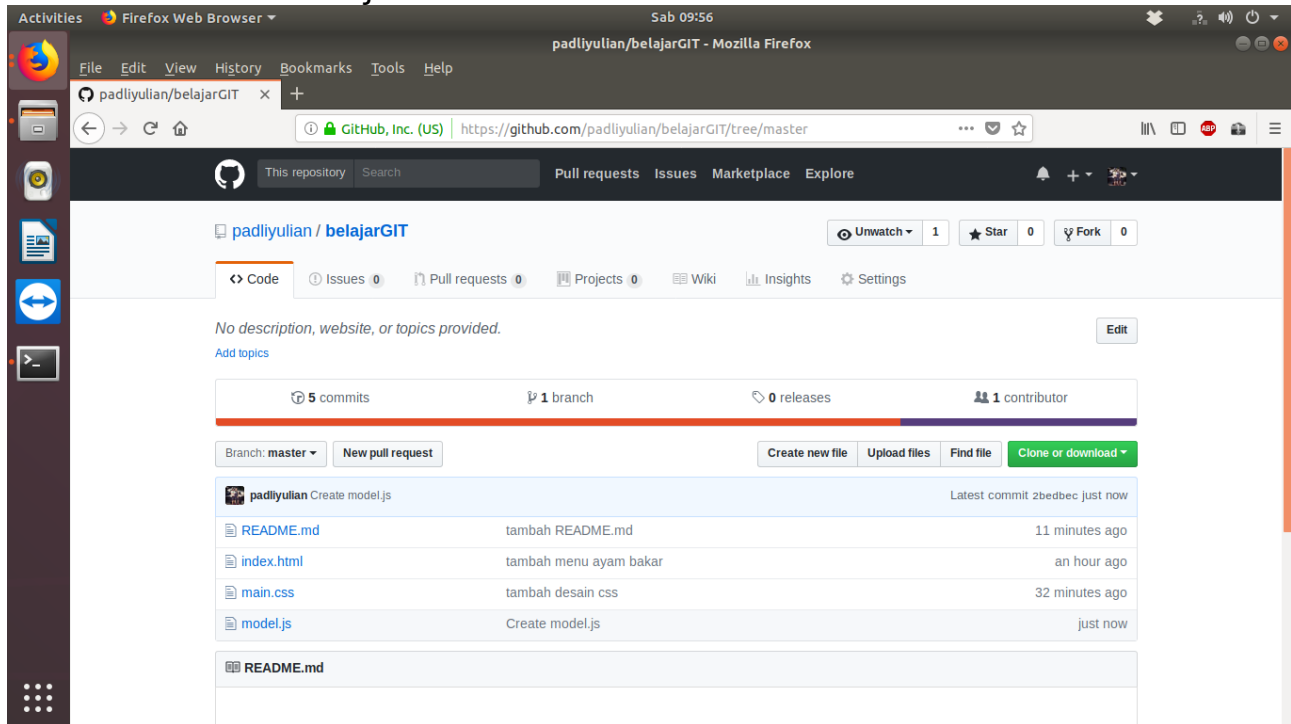 j
Activities Firefox Web Browser Sab 09:56
padliyulian/belajarGIT - Mozilla Firefox
File Edit View History Bookmarks Tools Help
padliyulian/belajarGIT × +
GitHub, Inc. (US) https://github.com/padliyulian/belajarGIT/tree/master ABP
This repository Search Pull requests Issues Marketplace Explore
padliyulian / belajarGIT Unwatch 1 Star 0 Fork 0
Code Issues 0 Pull requests 0 Projects 0 Wiki Insights Settings
No description, website, or topics provided. Edit
Add topics
5 commits 1 branch 0 releases 1 contributor
Branch: master New pull request Create new file Upload files Find file Clone or download
padliyulian Create model.js Latest commit 2bedbec just now
README.md tambah README.md 11 minutes ago
index.html tambah menu ayam bakar an hour ago
main.css tambah desain css 32 minutes ago
model.js Create model.js just now
README.md